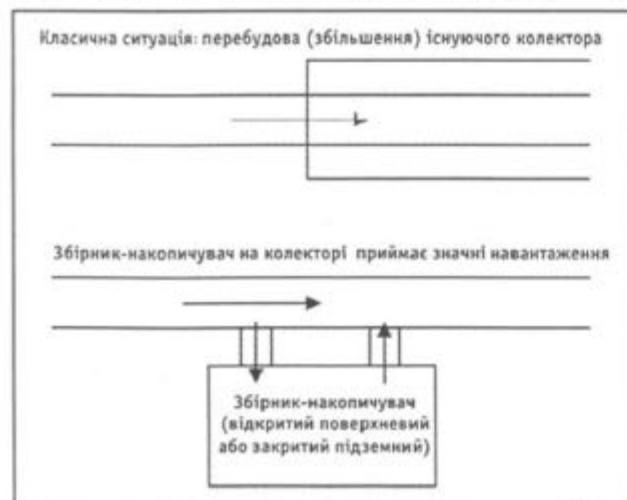 Класична ситуація: перебудова (збільшення) існуючого колектора
Збірник-накопичувач на колекторі приймає значні навантаження
Збірник-накопичувач
(відкритий поверхневий
або закритий підземний)